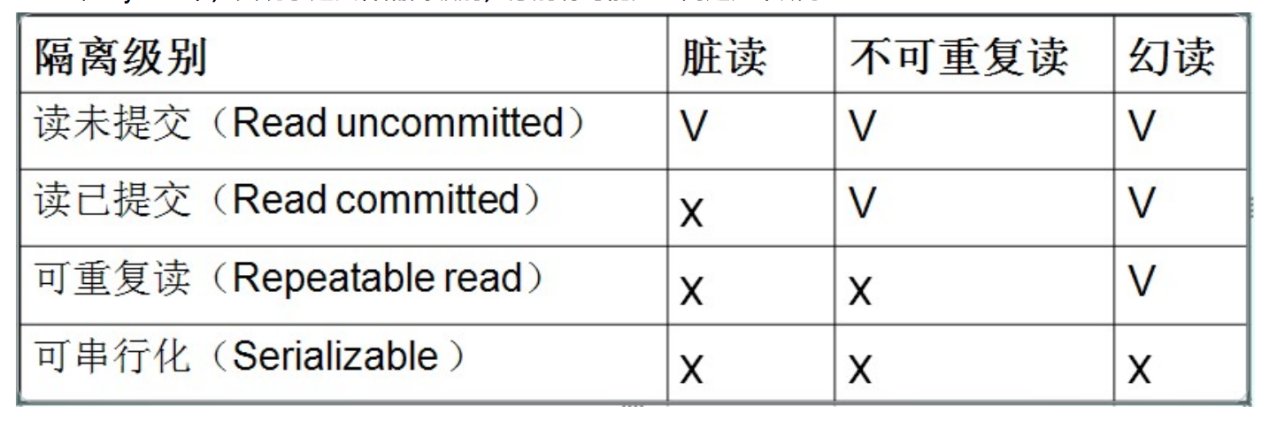 隔离级别 脏读 不可重复读 幻读
读未提交（Read uncommitted） V V V
读已提交（Read committed） x V V
可重复读（Repeatable read） x x V
可串行化（Serializable ） x x x